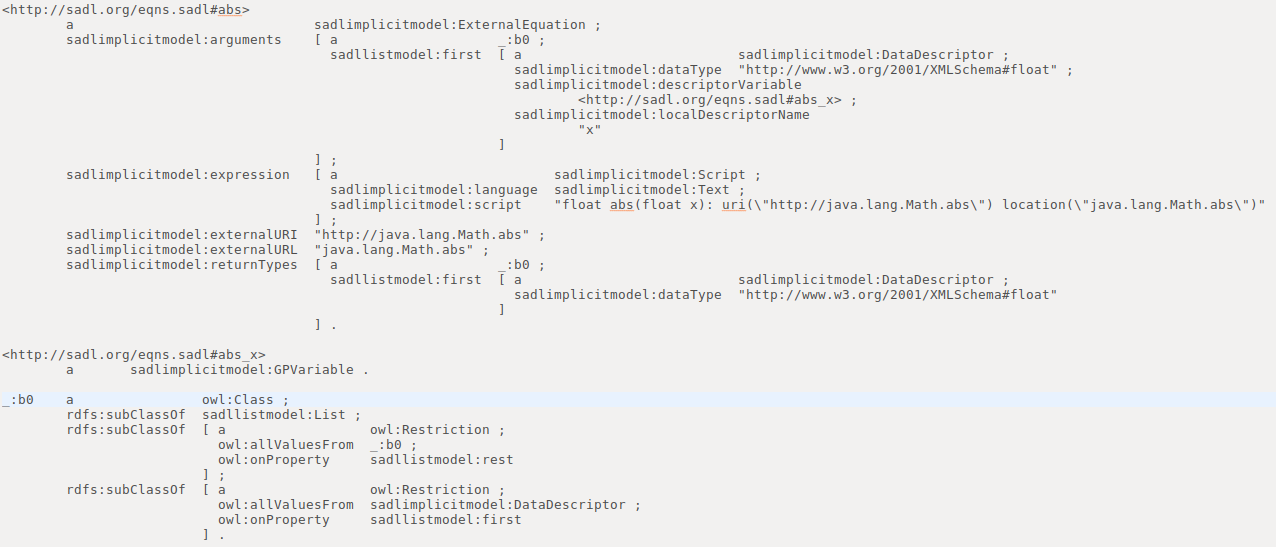 <http://sadl.org/eqns.sadl#abs>
        a                              sadlimplicitmodel:ExternalEquation ;
        sadlimplicitmodel:arguments    [ a                    _:b0 ;
                                         sadllistmodel:first  [ a                           sadlimplicitmodel:DataDescriptor ;
                                                                sadlimplicitmodel:dataType  "http://www.w3.org/2001/XMLSchema#float" ;
                                                                sadlimplicitmodel:descriptorVariable
                                                                        <http://sadl.org/eqns.sadl#abs_x> ;
                                                                sadlimplicitmodel:localDescriptorName
                                                                        "x"
                                                              ]
                                       ] ;
        sadlimplicitmodel:expression   [ a                           sadlimplicitmodel:Script ;
                                         sadlimplicitmodel:language  sadlimplicitmodel:Text ;
                                         sadlimplicitmodel:script    "float abs(float x): uri(\"http://java.lang.Math.abs\") location(\"java.lang.Math.abs\")"
                                       ] ;
        sadlimplicitmodel:externalURI  "http://java.lang.Math.abs" ;
        sadlimplicitmodel:externalURL  "java.lang.Math.abs" ;
        sadlimplicitmodel:returnTypes  [ a                    _:b0 ;
                                         sadllistmodel:first  [ a                           sadlimplicitmodel:DataDescriptor ;
                                                                sadlimplicitmodel:dataType  "http://www.w3.org/2001/XMLSchema#float"
                                                              ]
                                       ] .

<http://sadl.org/eqns.sadl#abs_x>
        a       sadlimplicitmodel:GPVariable .

_:b0    a                owl:Class ;
        rdfs:subClassOf  sadllistmodel:List ;
        rdfs:subClassOf  [ a                  owl:Restriction ;
                           owl:allValuesFrom  _:b0 ;
                           owl:onProperty     sadllistmodel:rest
                         ] ;
        rdfs:subClassOf  [ a                  owl:Restriction ;
                           owl:allValuesFrom  sadlimplicitmodel:DataDescriptor ;
                           owl:onProperty     sadllistmodel:first
                         ] .